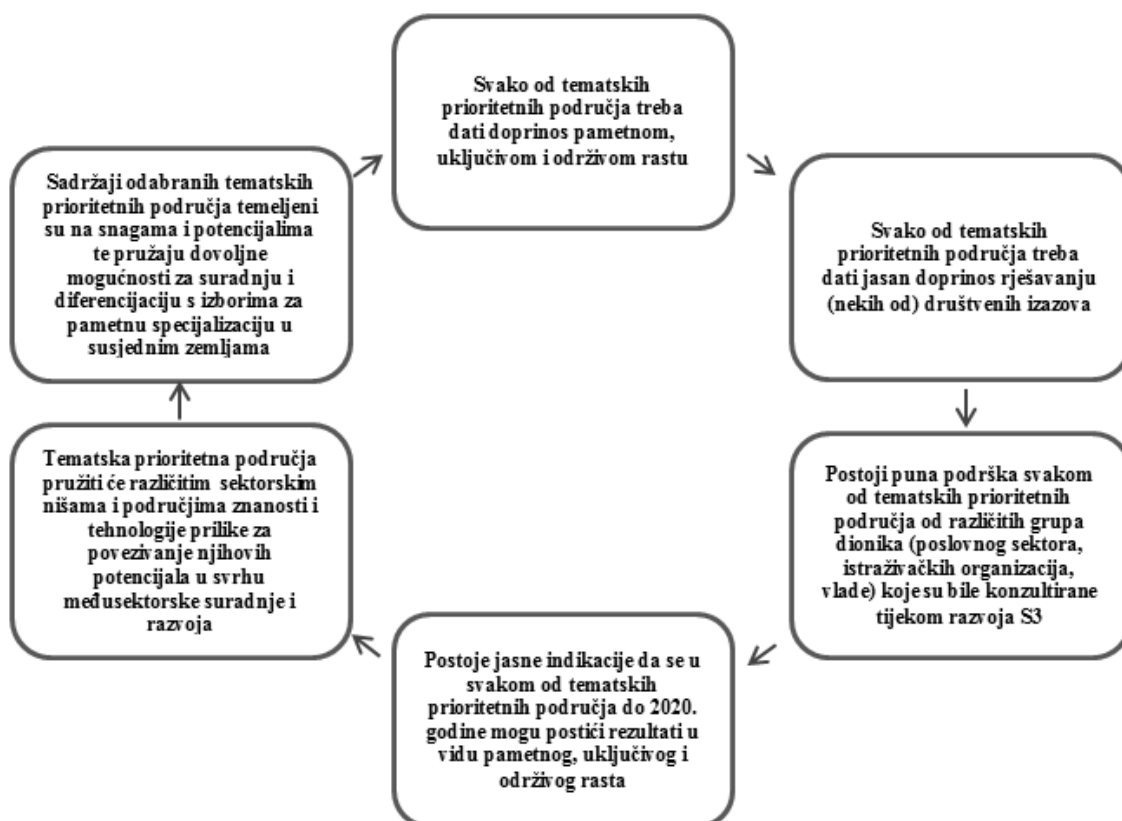 Svako od tematskih
prioritetnih područja treba
dati doprinos pametnom,
uključivom i održivom rastu
Svako od tematskih
prioritetnih područja treba
dati jasan doprinos rješavanju
(nekih od) društvenih izazova
Postoji puna podrška svakom
od tematskih prioritetnih
područja od različitih grupa
dionika (poslovnog sektora,
istraživačkih organizacija,
vlade) koje su bile konzultirane
tijekom razvoja S3
Postoje jasne indikacije da se u
svakom od tematskih
prioritetnih područja do 2020.
godine mogu postići rezultati u
vidu pametnog, uključivog i
održivog rasta
Tematska prioritetna područja
pružiti će različitim sektorskim
nišama i područjima znanosti i
tehnologije prilike za
povezivanje njihovih
potencijala u svrhu
međusektorske suradnje i
razvoja
Sadržaji odabranih tematskih
prioritetnih područja temeljeni
su na snagama i potencijalima
te pružaju dovoljne
mogućnosti za suradnju i
diferencijaciju s izborima za
pametnu specijalizaciju u
susjednim zemljama